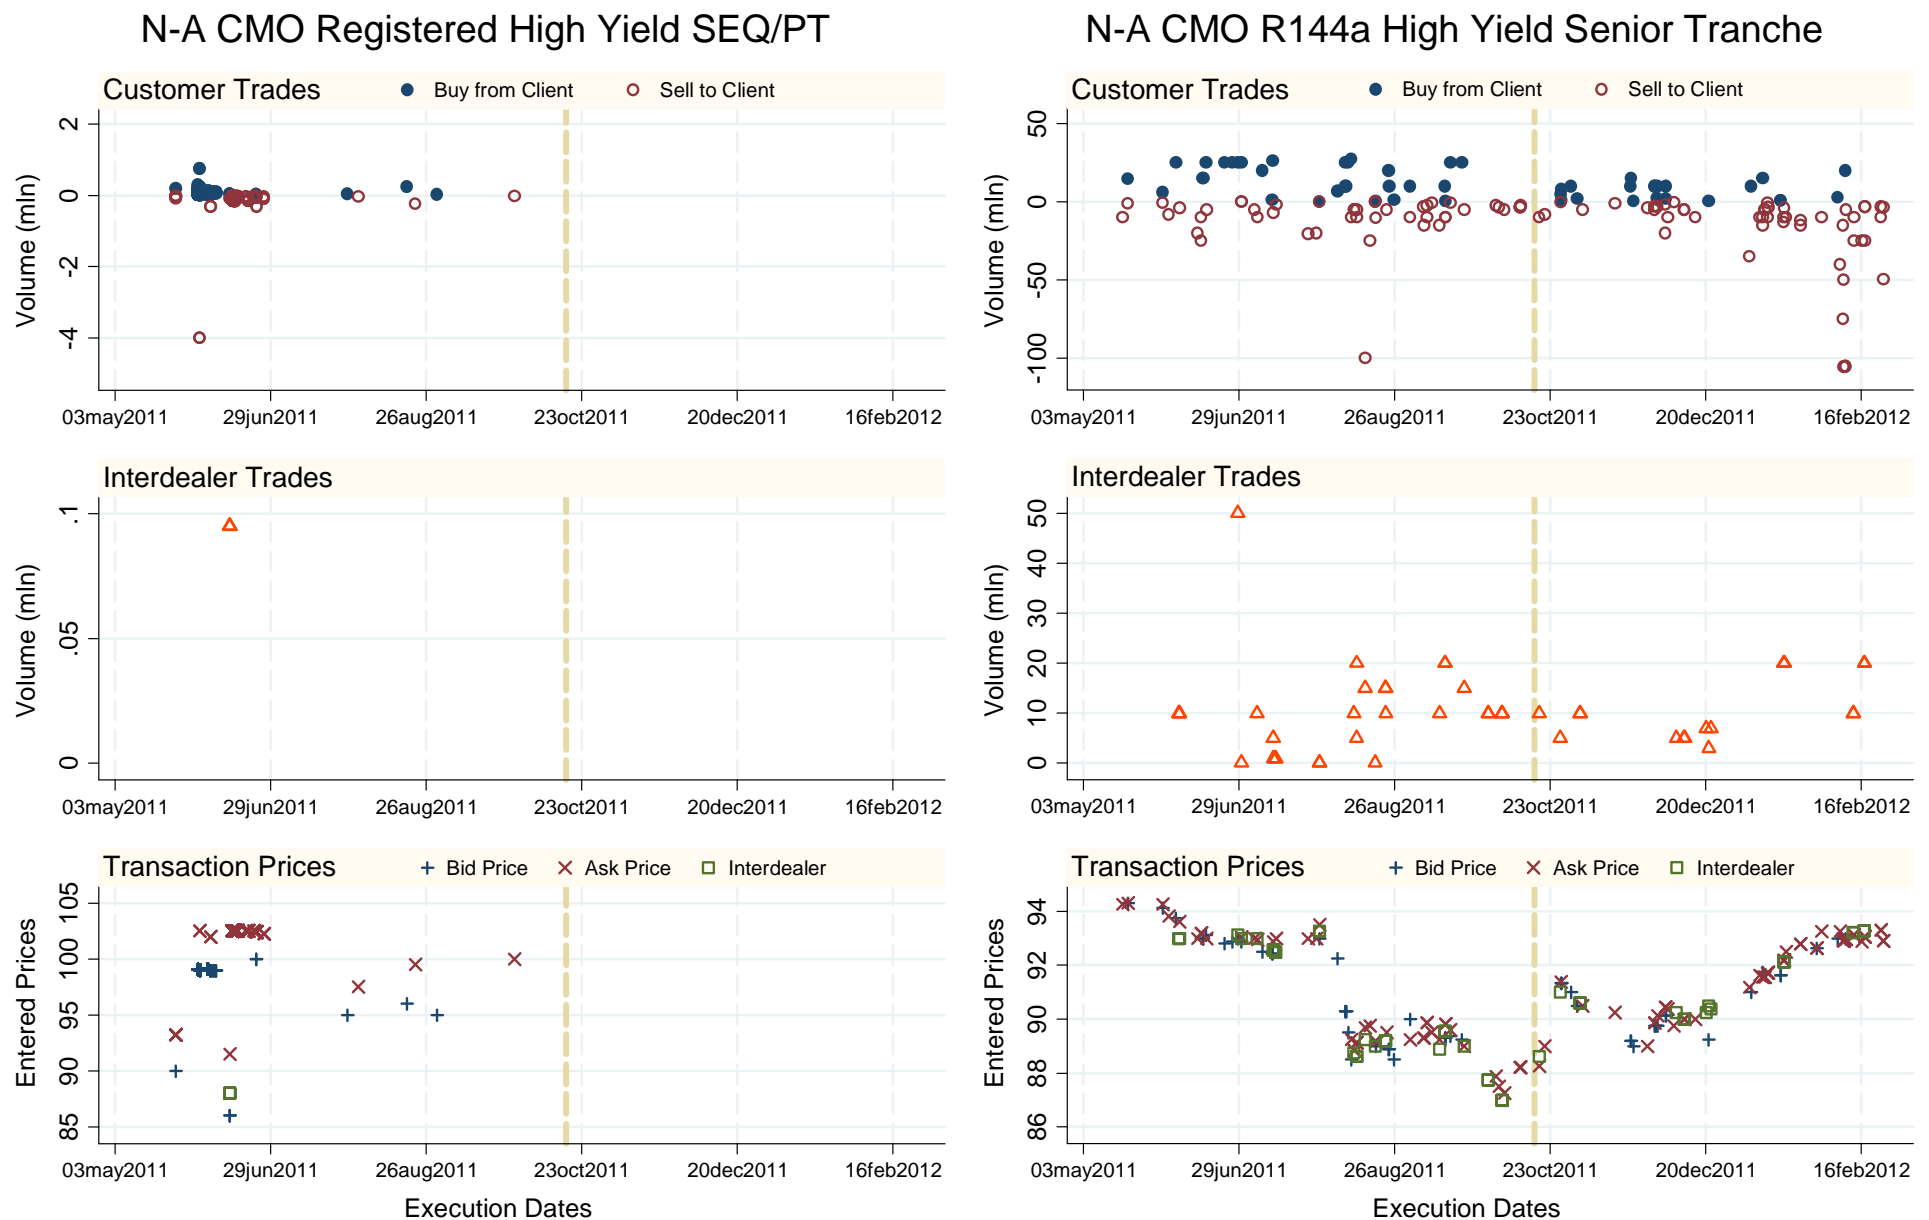 N-A CMO Registered High Yield SEQ/PT
Customer Trades
Buy from Client
Sell to Client
Volume (mln)
2
0
-2
-4
03may2011
29jun2011
26aug2011
23oct2011
20dec2011
16feb2012
Interdealer Trades
Volume (mln)
.1
.05
0
03may2011
29jun2011
26aug2011
23oct2011
20dec2011
16feb2012
Transaction Prices
Bid Price
Ask Price
Interdealer
Entered Prices
105
100
95
90
85
03may2011
29jun2011
26aug2011
23oct2011
20dec2011
16feb2012
Execution Dates
N-A CMO R144a High Yield Senior Tranche
Customer Trades
Buy from Client
Sell to Client
Volume (mln)
50
0
-50
-100
03may2011
29jun2011
26aug2011
23oct2011
20dec2011
16feb2012
Interdealer Trades
Volume (mln)
50
40
30
20
10
0
03may2011
29jun2011
26aug2011
23oct2011
20dec2011
16feb2012
Transaction Prices
Bid Price
Ask Price
Interdealer
Entered Prices
94
92
90
88
86
03may2011
29jun2011
26aug2011
23oct2011
20dec2011
16feb2012
Execution Dates